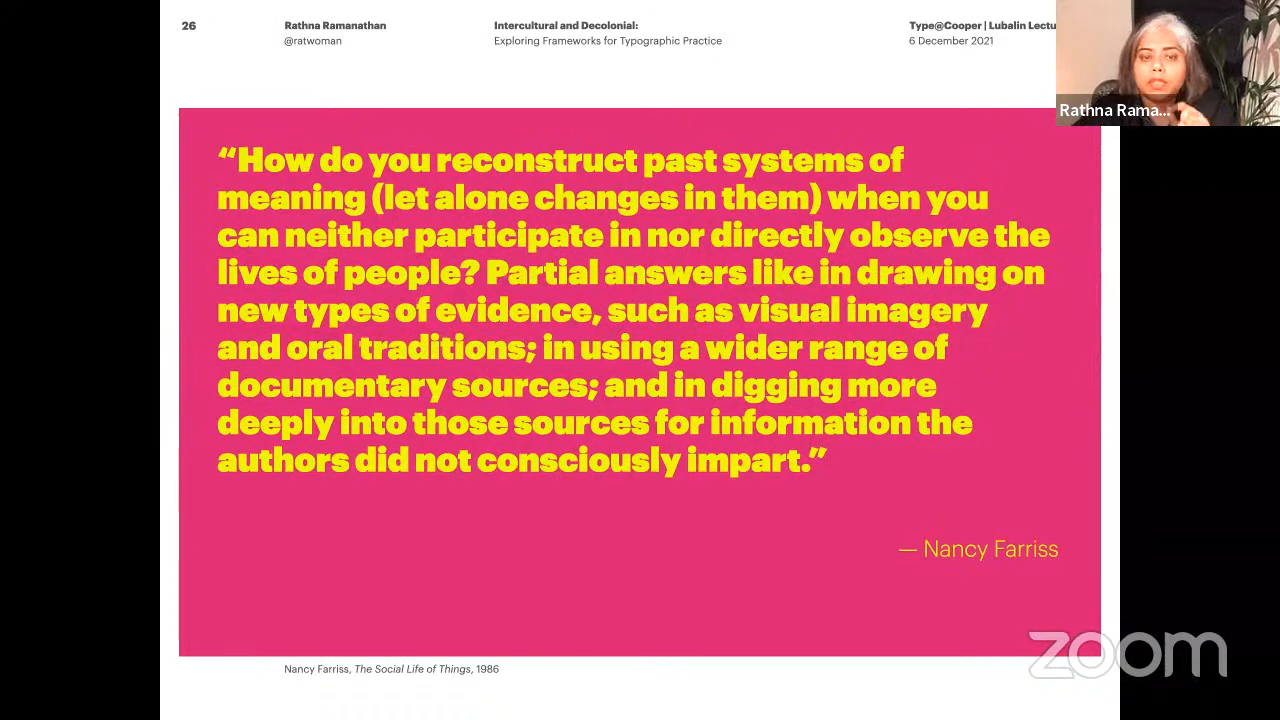 26
Rathna Ramanathan
@ratwoman
Intercultural and Decolonial:
Exploring Frameworks for Typographic Practice
Type@Cooper | Lubalin Lectu
6 December 2021
Rathna Rama...
“How do you reconstruct past systems of
meaning (let alone changes in them) when you
can neither participate in nor directly observe the
lives of people? Partial answers like in drawing on
new types of evidence, such as visual imagery
and oral traditions; in using a wider range of
documentary sources; and in digging more
deeply into those sources for information the
authors did not consciously impart.”
— Nancy Farriss
Nancy Farriss, The Social Life of Things, 1986
zoom